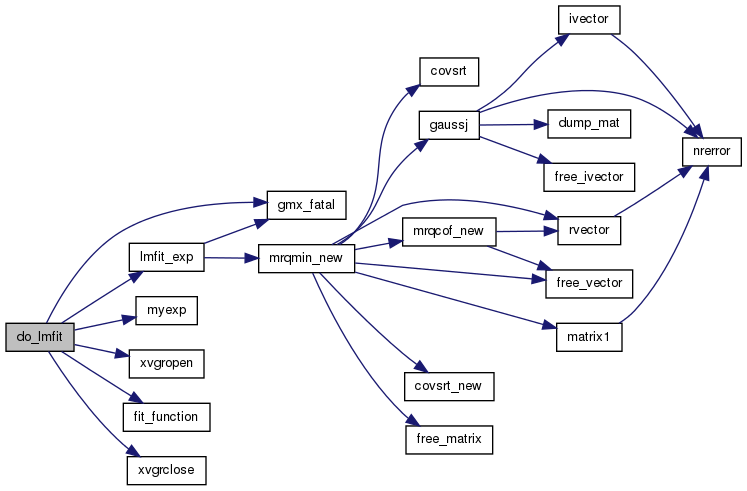 do_lmfit
gmx_fatal
lmfit_exp
myexp
xvgropen
fit_function
xvgrclose
mrqmin_new
covsrt
gaussj
mrqcof_new
covsrt_new
free_matrix
ivector
dump_mat
free_ivector
rvector
free_vector
matrix1
nrerror